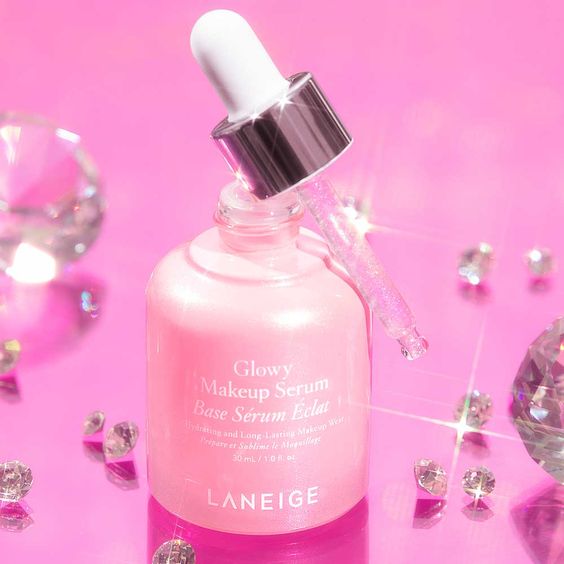 Glowy
Makeup Serum
Base Sérum Éclat
Hydrating and Long-Lasting Makeup Wear
Prépare et Sublime le Maquillage
30 mL / 1.0 fl. oz.
LANEIGE